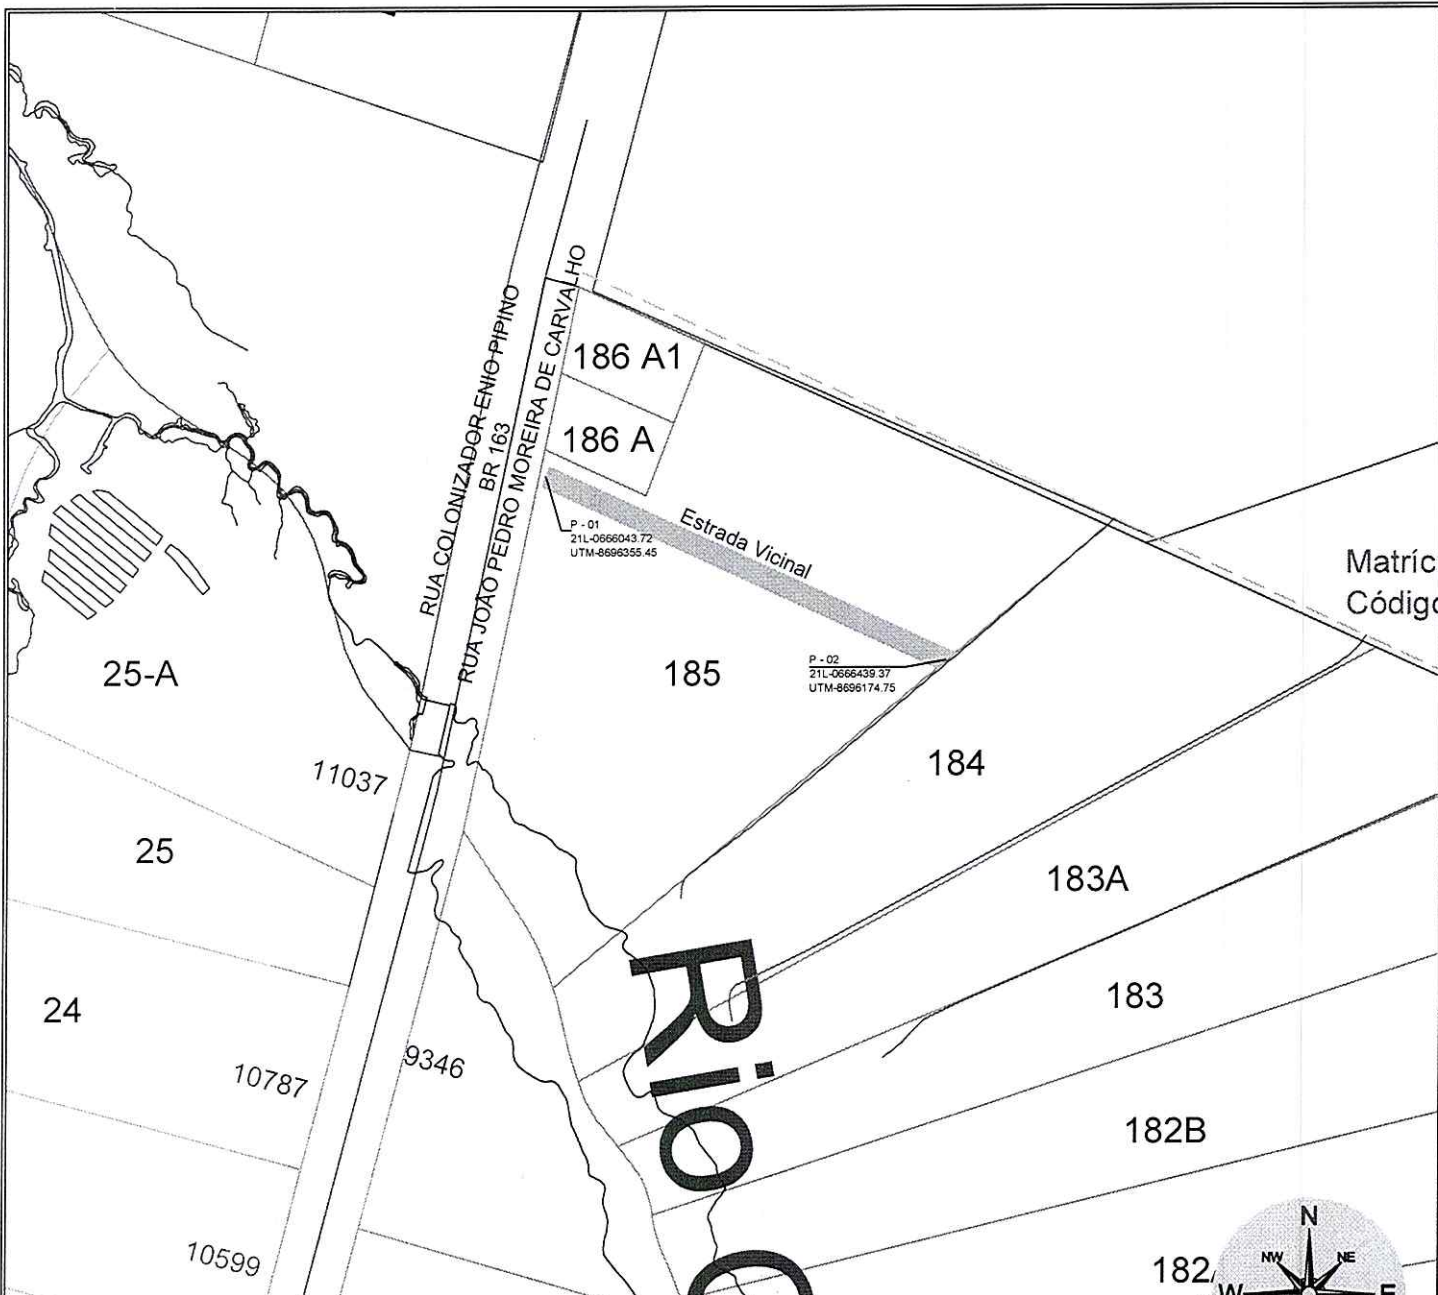 RUA COLONIZADOR ENIO PIPINO
BR 163
RUA JOÃO PEDRO MOREIRA DE CARVALHO
186 A1
186 A
P - 01
21L-0666043.72
UTM-8696355.45
Estrada Vicinal
Matríc
Código
25-A
185
P - 02
21L-0666439.37
UTM-8696174.75
184
11037
25
183A
24
Rio
183
10787
9346
182B
10599
182
N
NW
NE
W
E